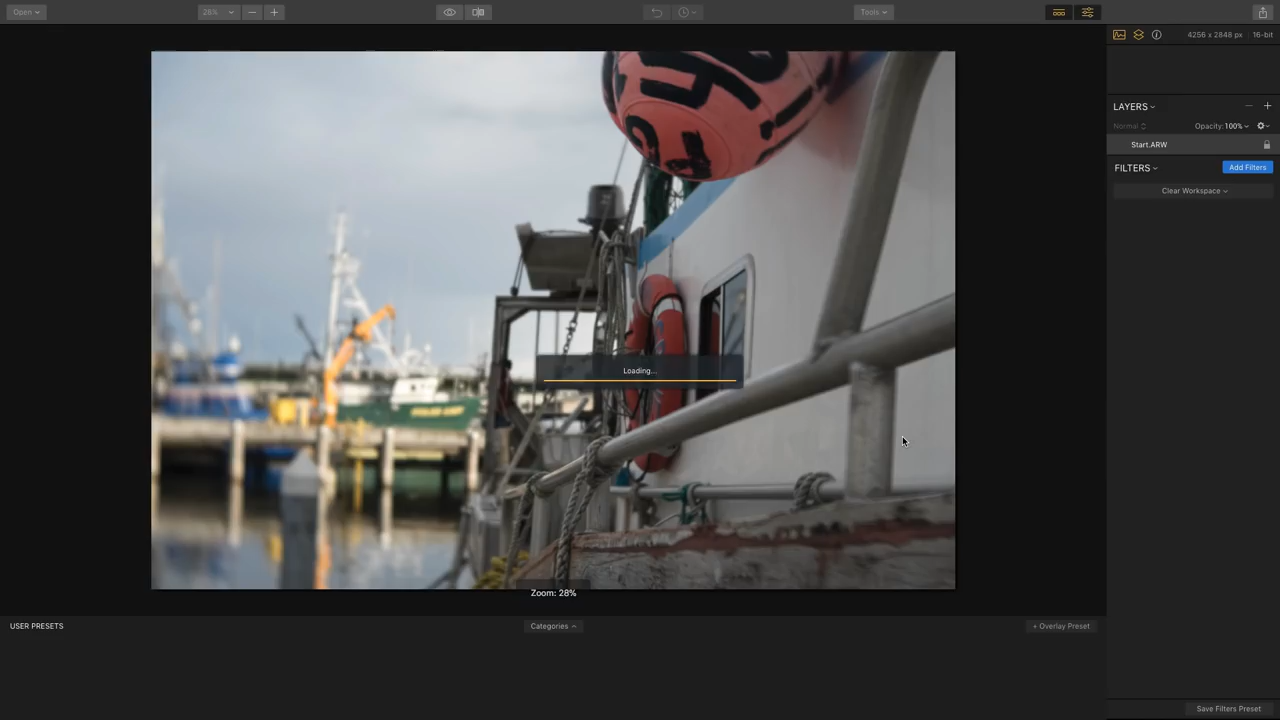 Open
28%
Tools
4256 x 2848 px
16-bit
LAYERS
Normal
Opacity: 100%
Start.ARW
FILTERS
Add Filters
Clear Workspace
Loading...
Zoom: 28%
USER PRESETS
Categories
+ Overlay Preset
Save Filters Preset